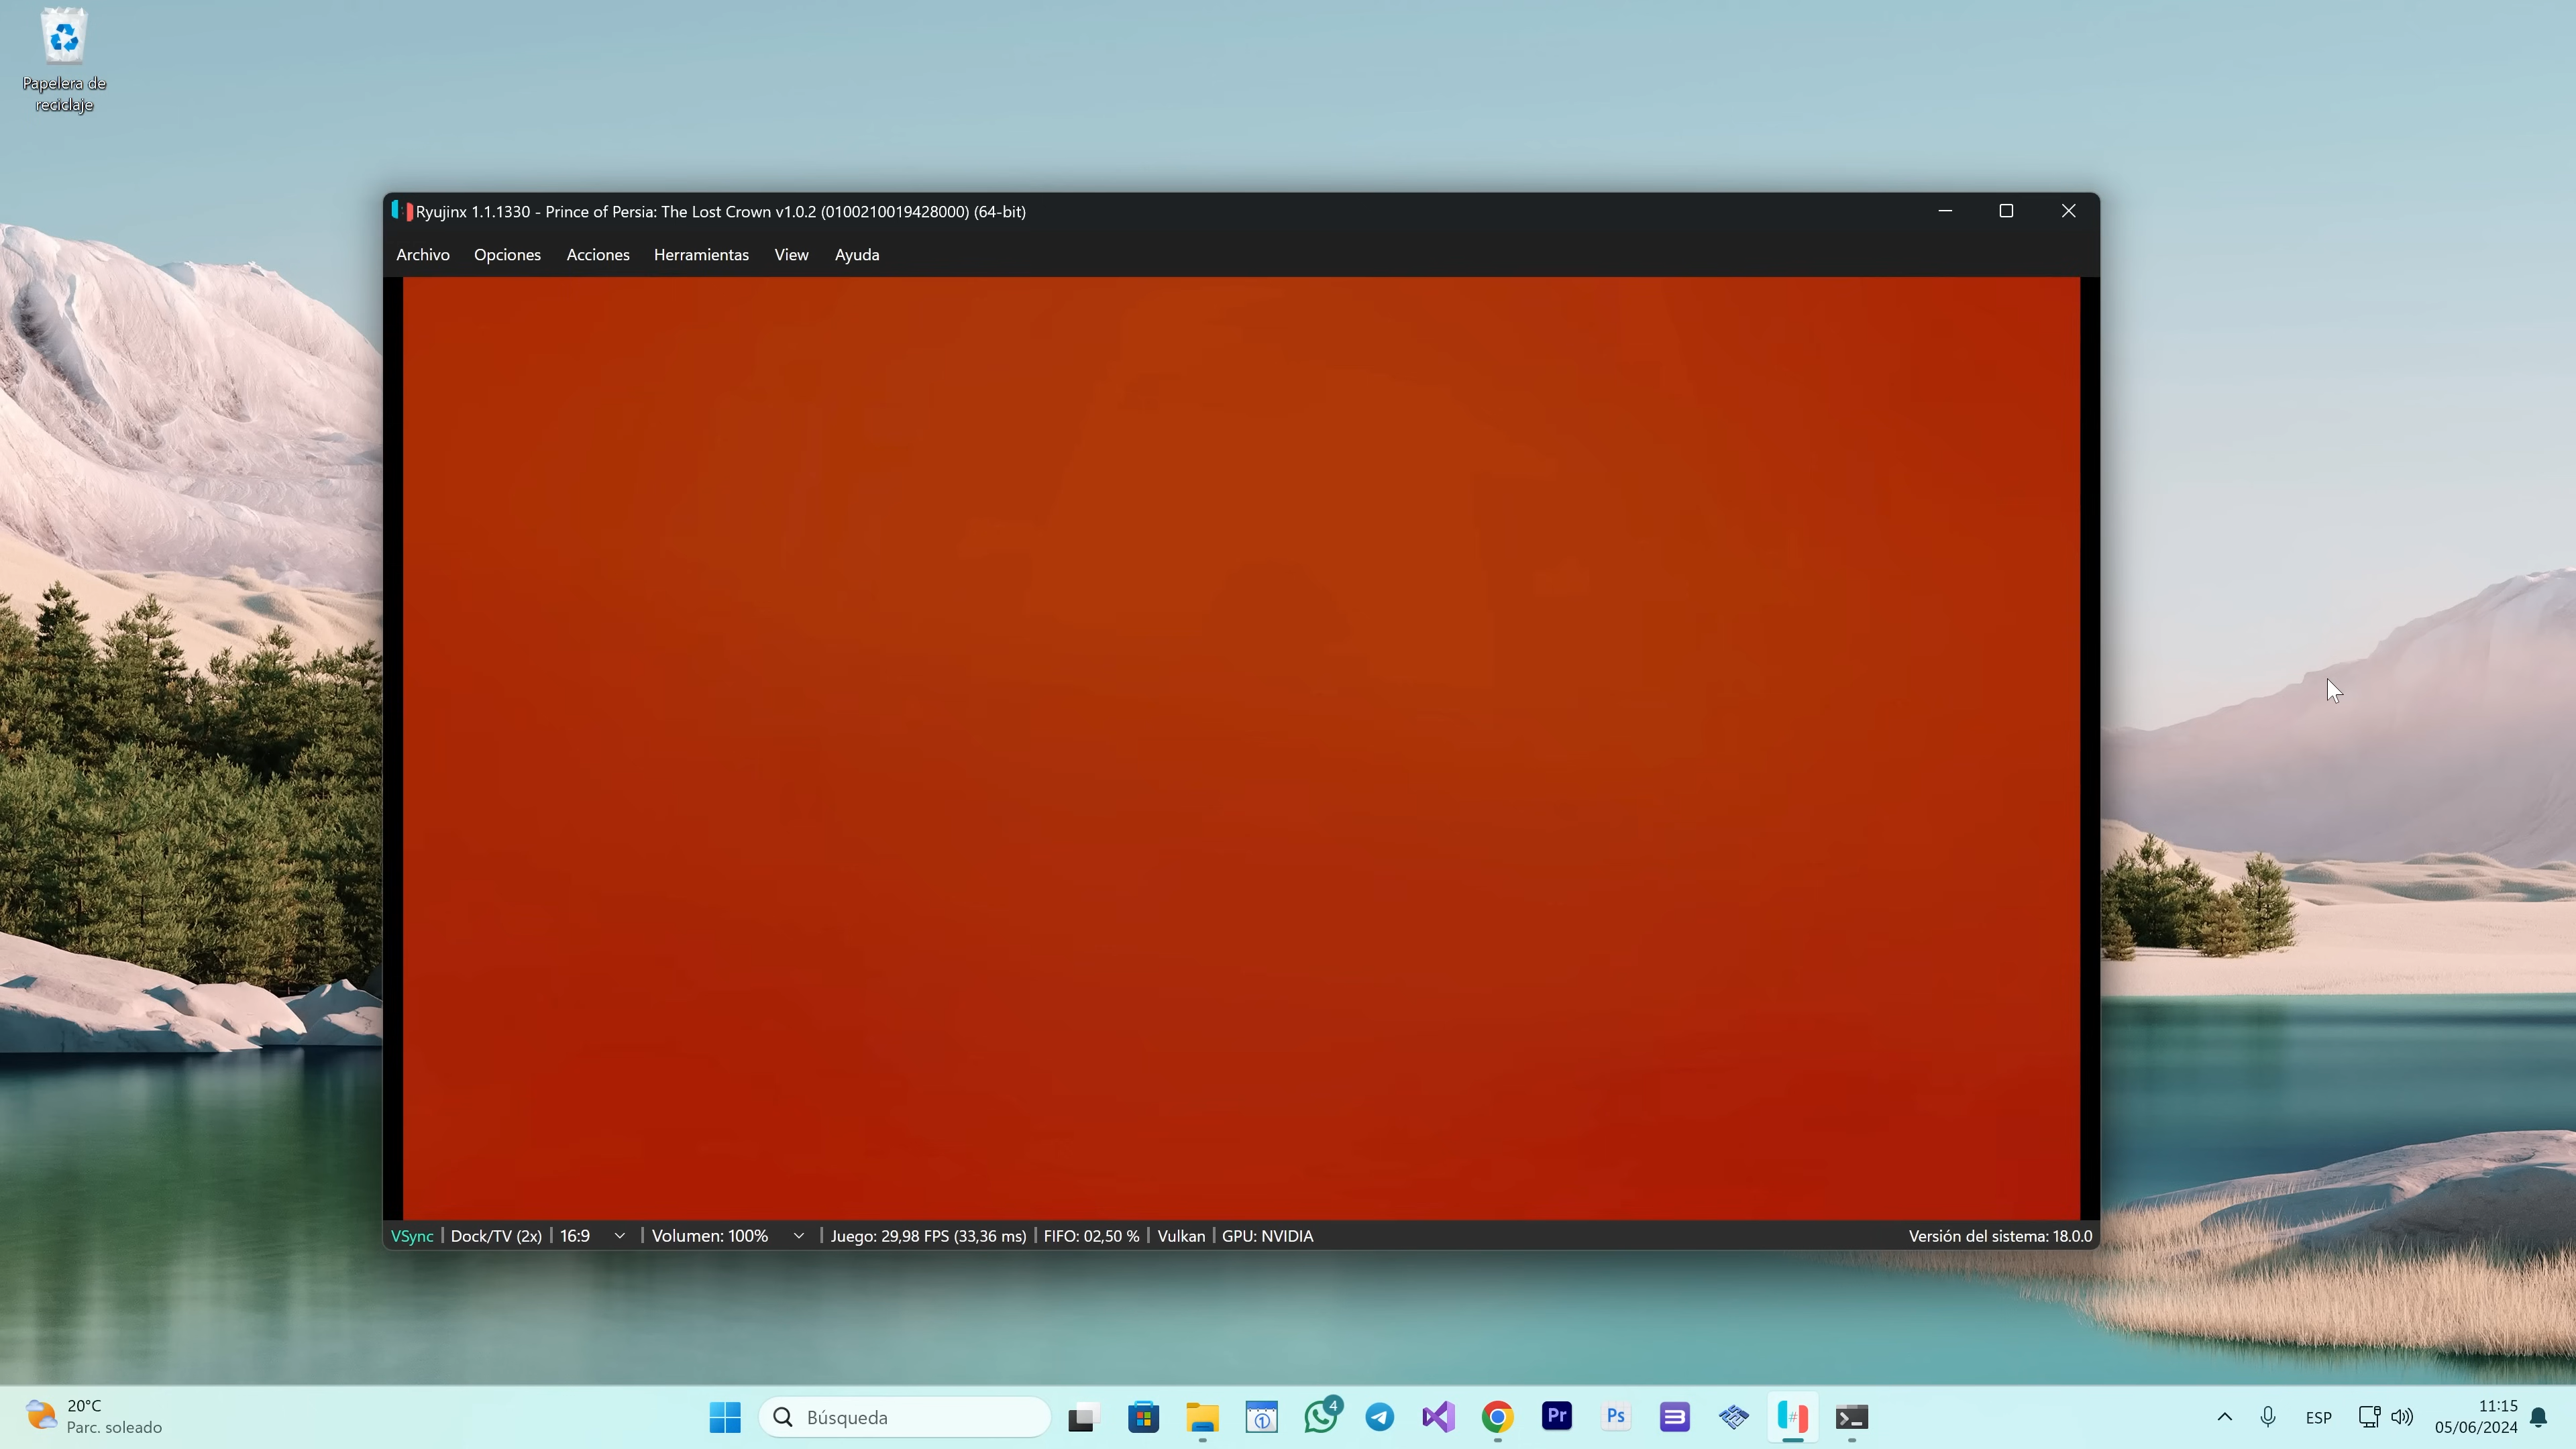 Papelera de
reciclaje
Ryujinx 1.1.1330 - Prince of Persia: The Lost Crown v1.0.2 (0100210019428000) (64-bit)
Archivo Opciones Acciones Herramientas View Ayuda
VSync | Dock/TV (2x) | 16:9 | Volumen: 100% | Juego: 29,98 FPS (33,36 ms) | FIFO: 02,50 % | Vulkan | GPU: NVIDIA Versión del sistema: 18.0.0
20°C
Parc. soleado
Búsqueda
4
Pr
Ps
ESP
11:15
05/06/2024